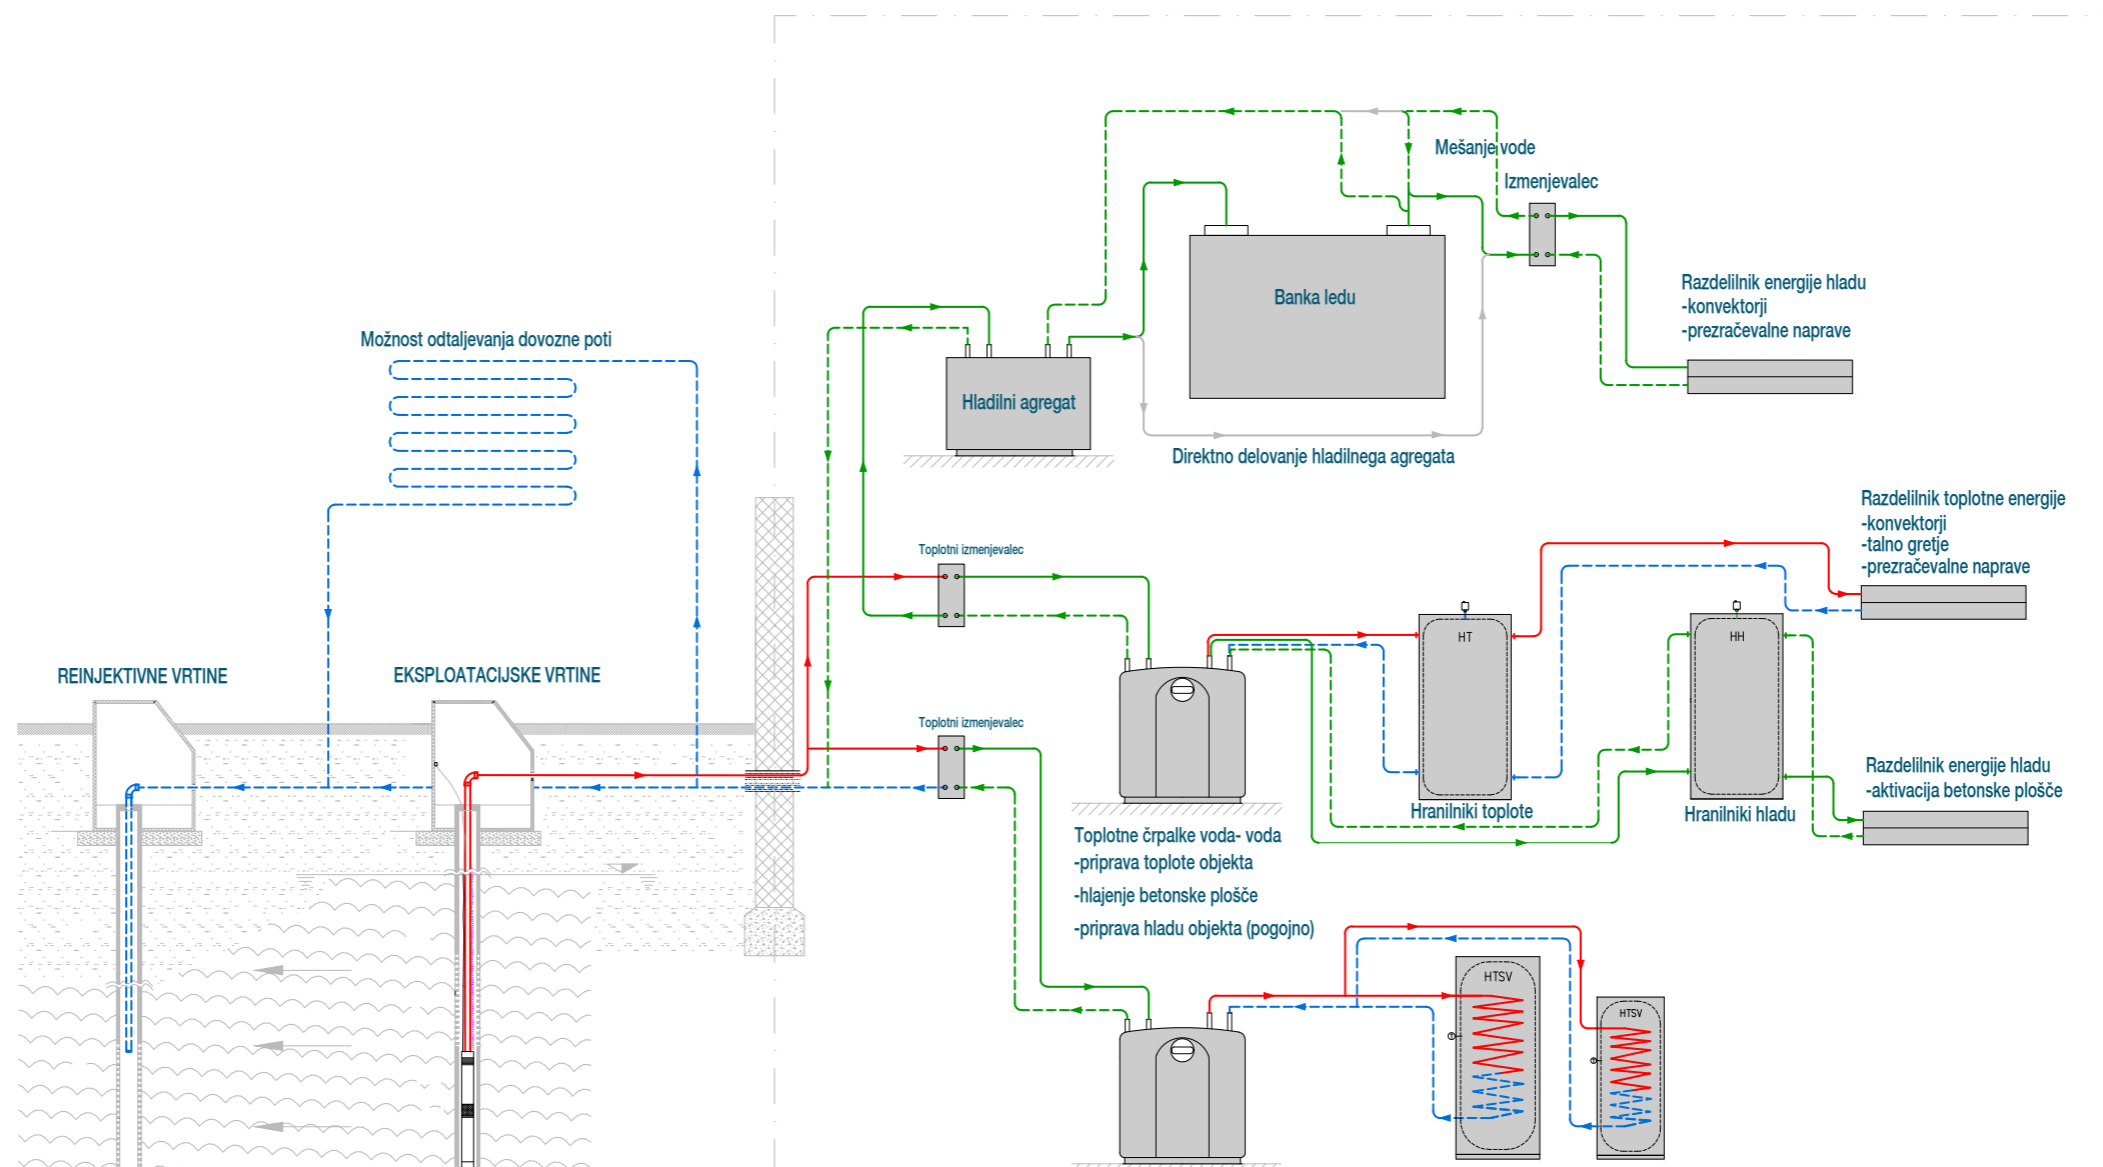 Mešanje vode
Izmenjevalec
Banka ledu
Razdelilnik energije hladu
-konvektorji
-prezračevalne naprave
Možnost odtaljevanja dovozne poti
Hladilni agregat
Direktno delovanje hladilnega agregata
Razdelilnik toplotne energije
-konvektorji
-talno gretje
-prezračevalne naprave
Toplotni izmenjevalec
HT
HH
REINJEKTIVNE VRTINE
EKSPLOATACIJSKE VRTINE
Toplotni izmenjevalec
Razdelilnik energije hladu
-aktivacija betonske plošče
Hranilniki toplote
Hranilniki hladu
Toplotne črpalke voda- voda
-priprava toplote objekta
-hlajenje betonske plošče
-priprava hladu objekta (pogojno)
HTSV
HTSV